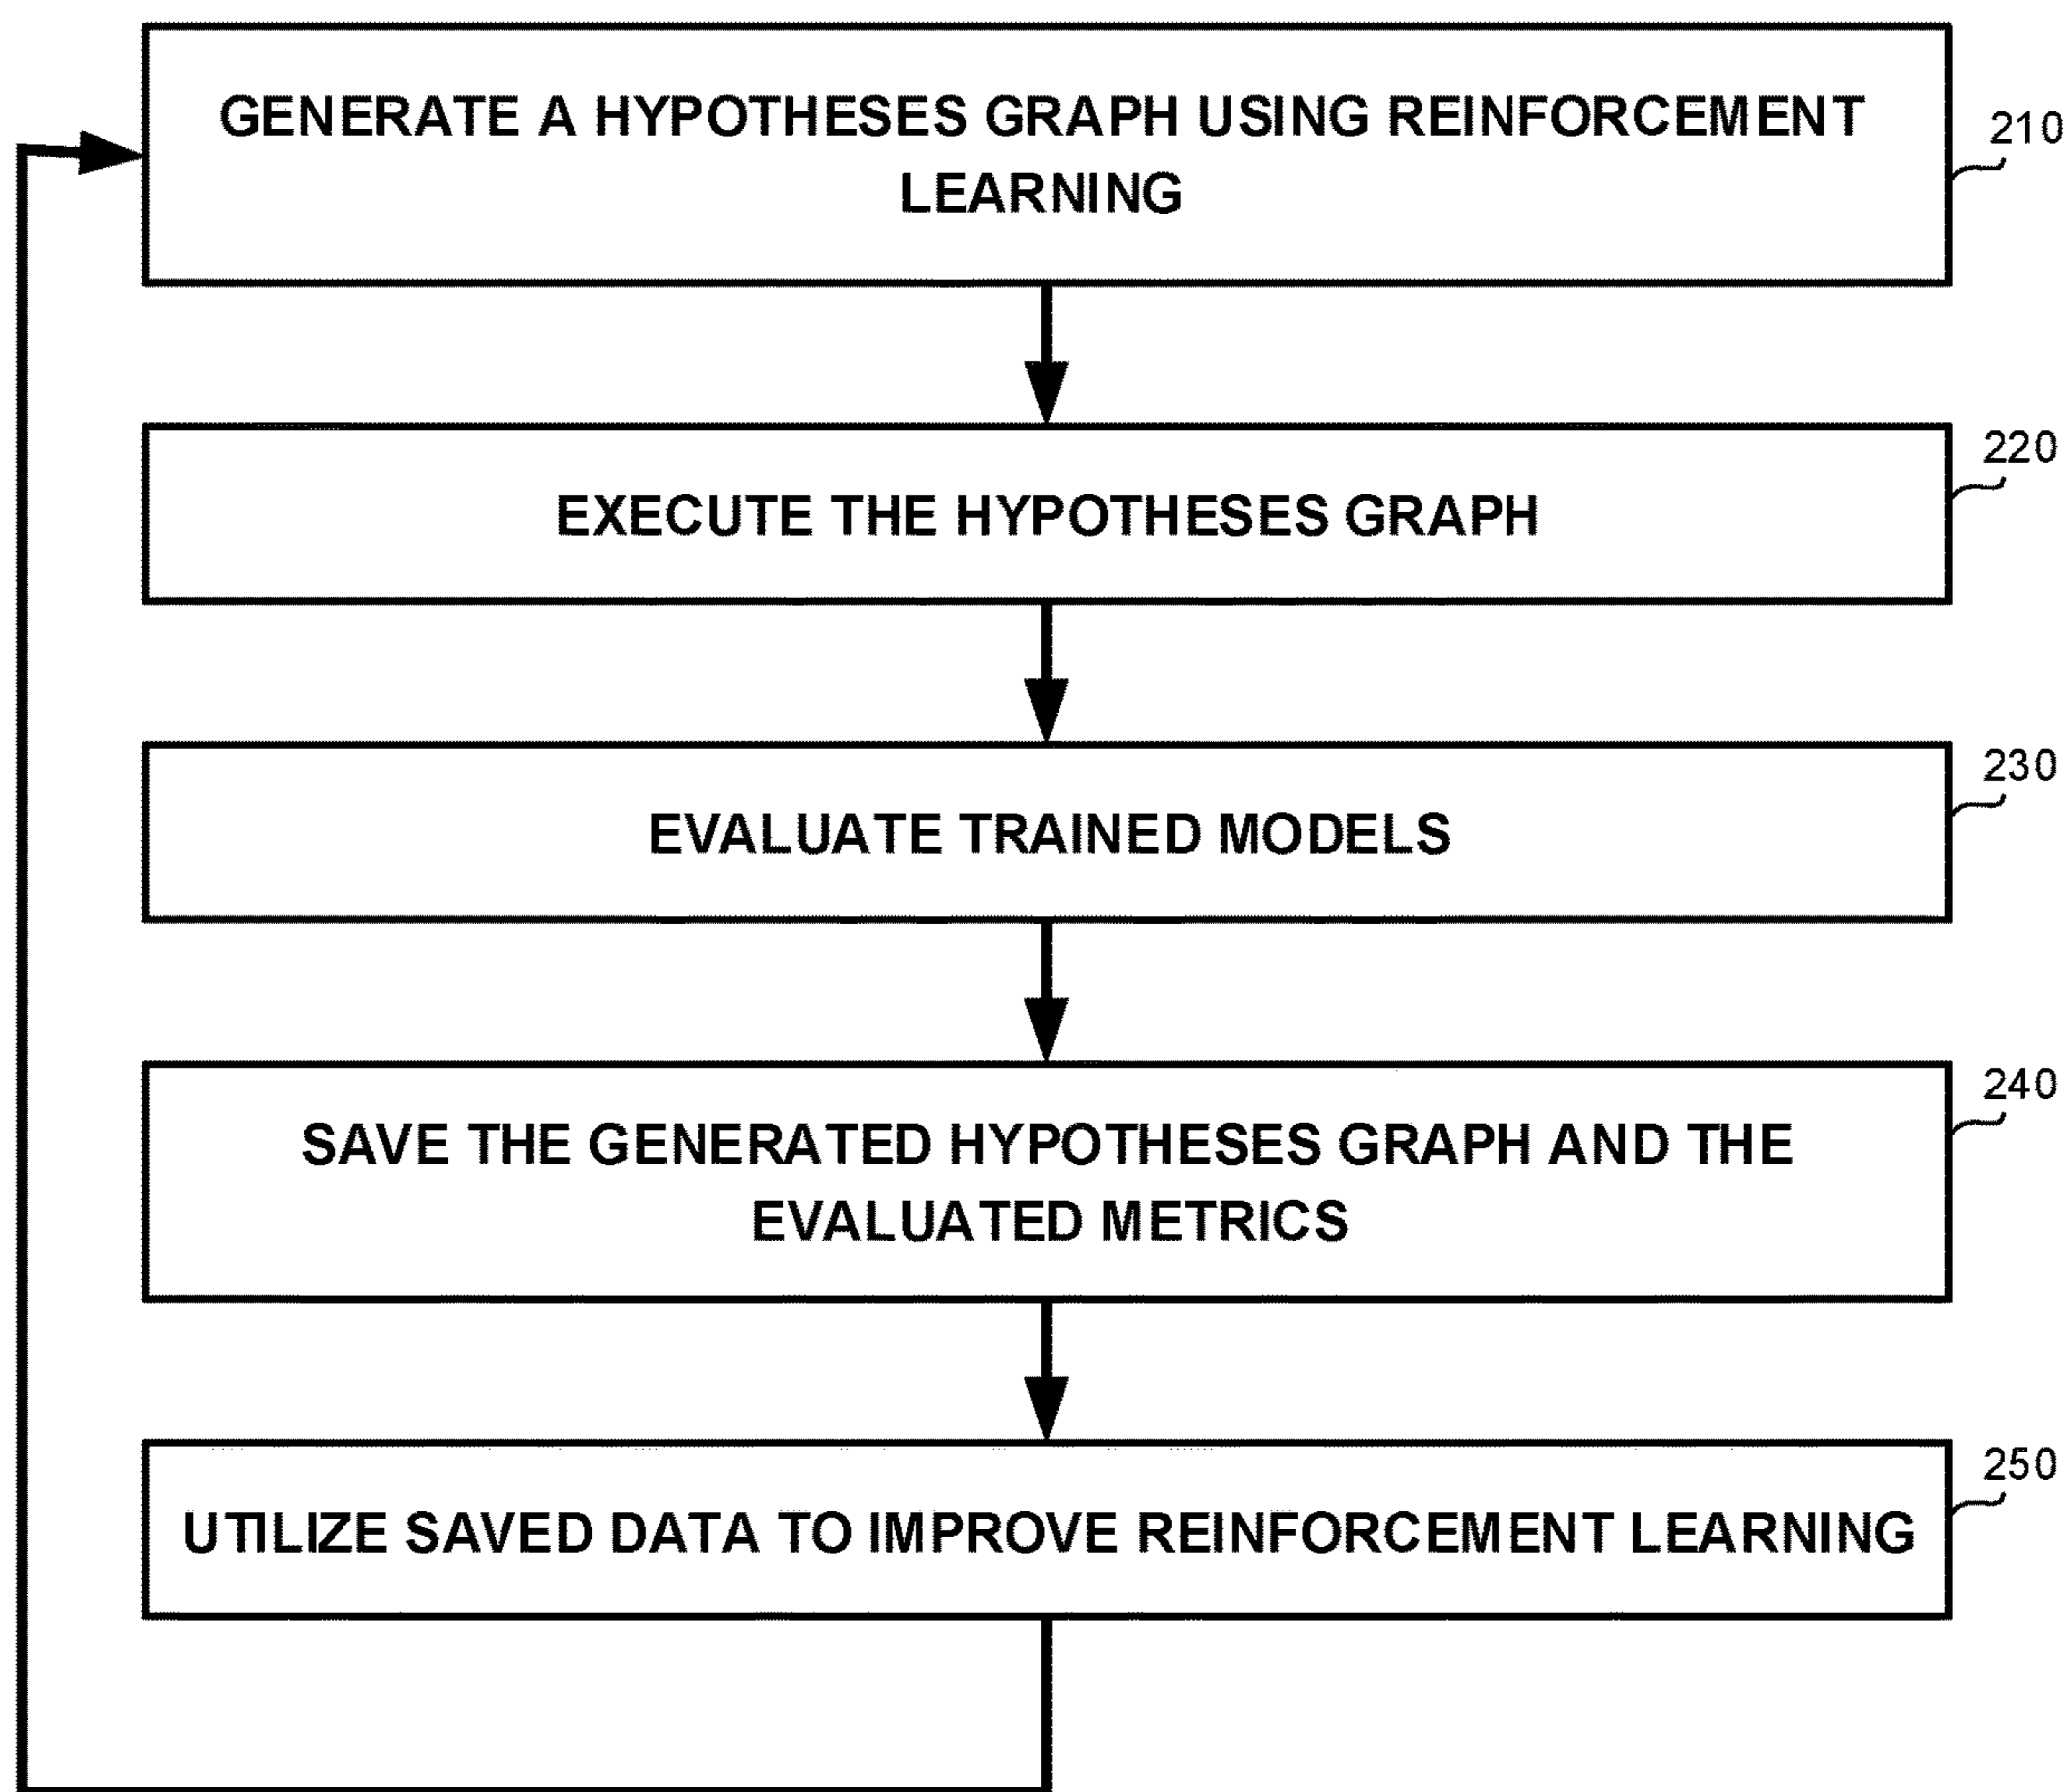 GENERATE A HYPOTHESES GRAPH USING REINFORCEMENT
LEARNING
210
EXECUTE THE HYPOTHESES GRAPH
220
EVALUATE TRAINED MODELS
230
SAVE THE GENERATED HYPOTHESES GRAPH AND THE
EVALUATED METRICS
240
UTILIZE SAVED DATA TO IMPROVE REINFORCEMENT LEARNING
250